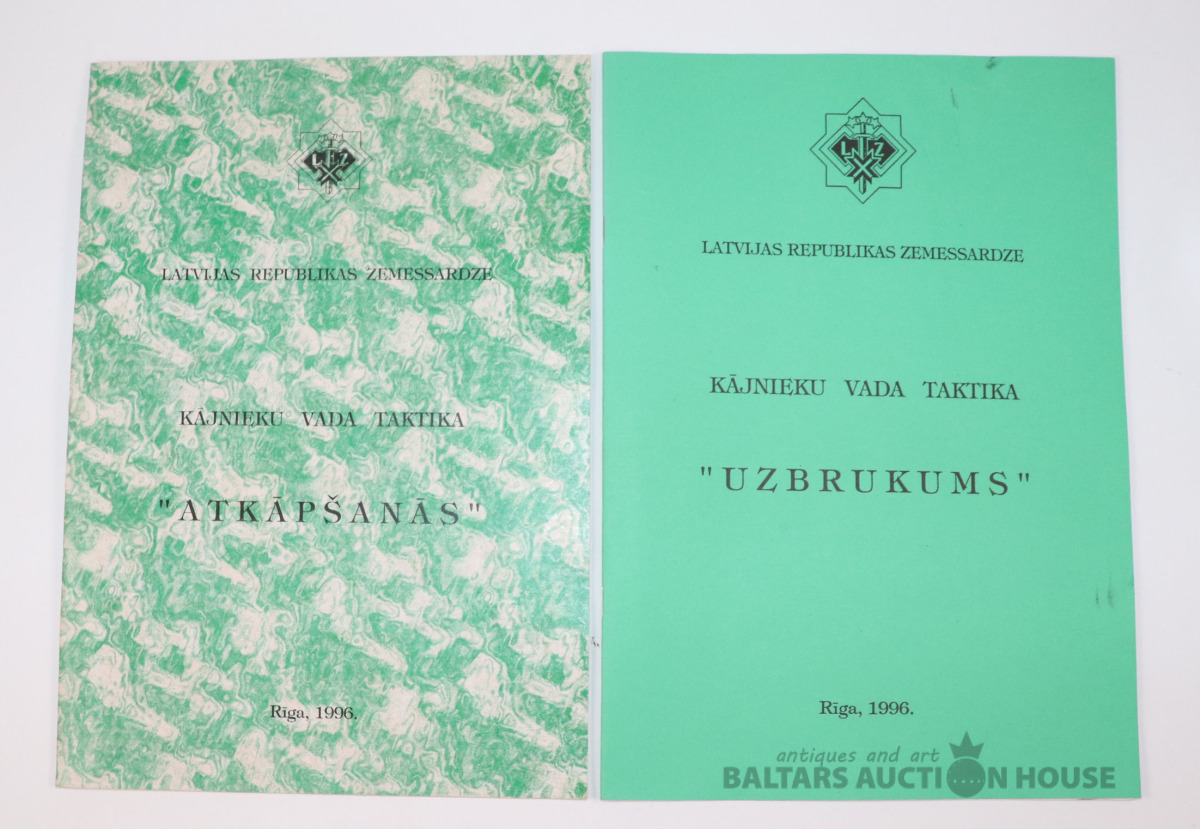 L Z
LATVIJAS REPUBLIKAS ZEMESSARDZE
KĀJNIEKU VADA TAKTIKA
"ATKĀPŠANĀS"
Rīga, 1996.
L Z
LATVIJAS REPUBLIKAS ZEMESSARDZE
KĀJNIEKU VADA TAKTIKA
"UZBRUKUMS"
Rīga, 1996.
antiques and art
BALTARS AUCTION HOUSE